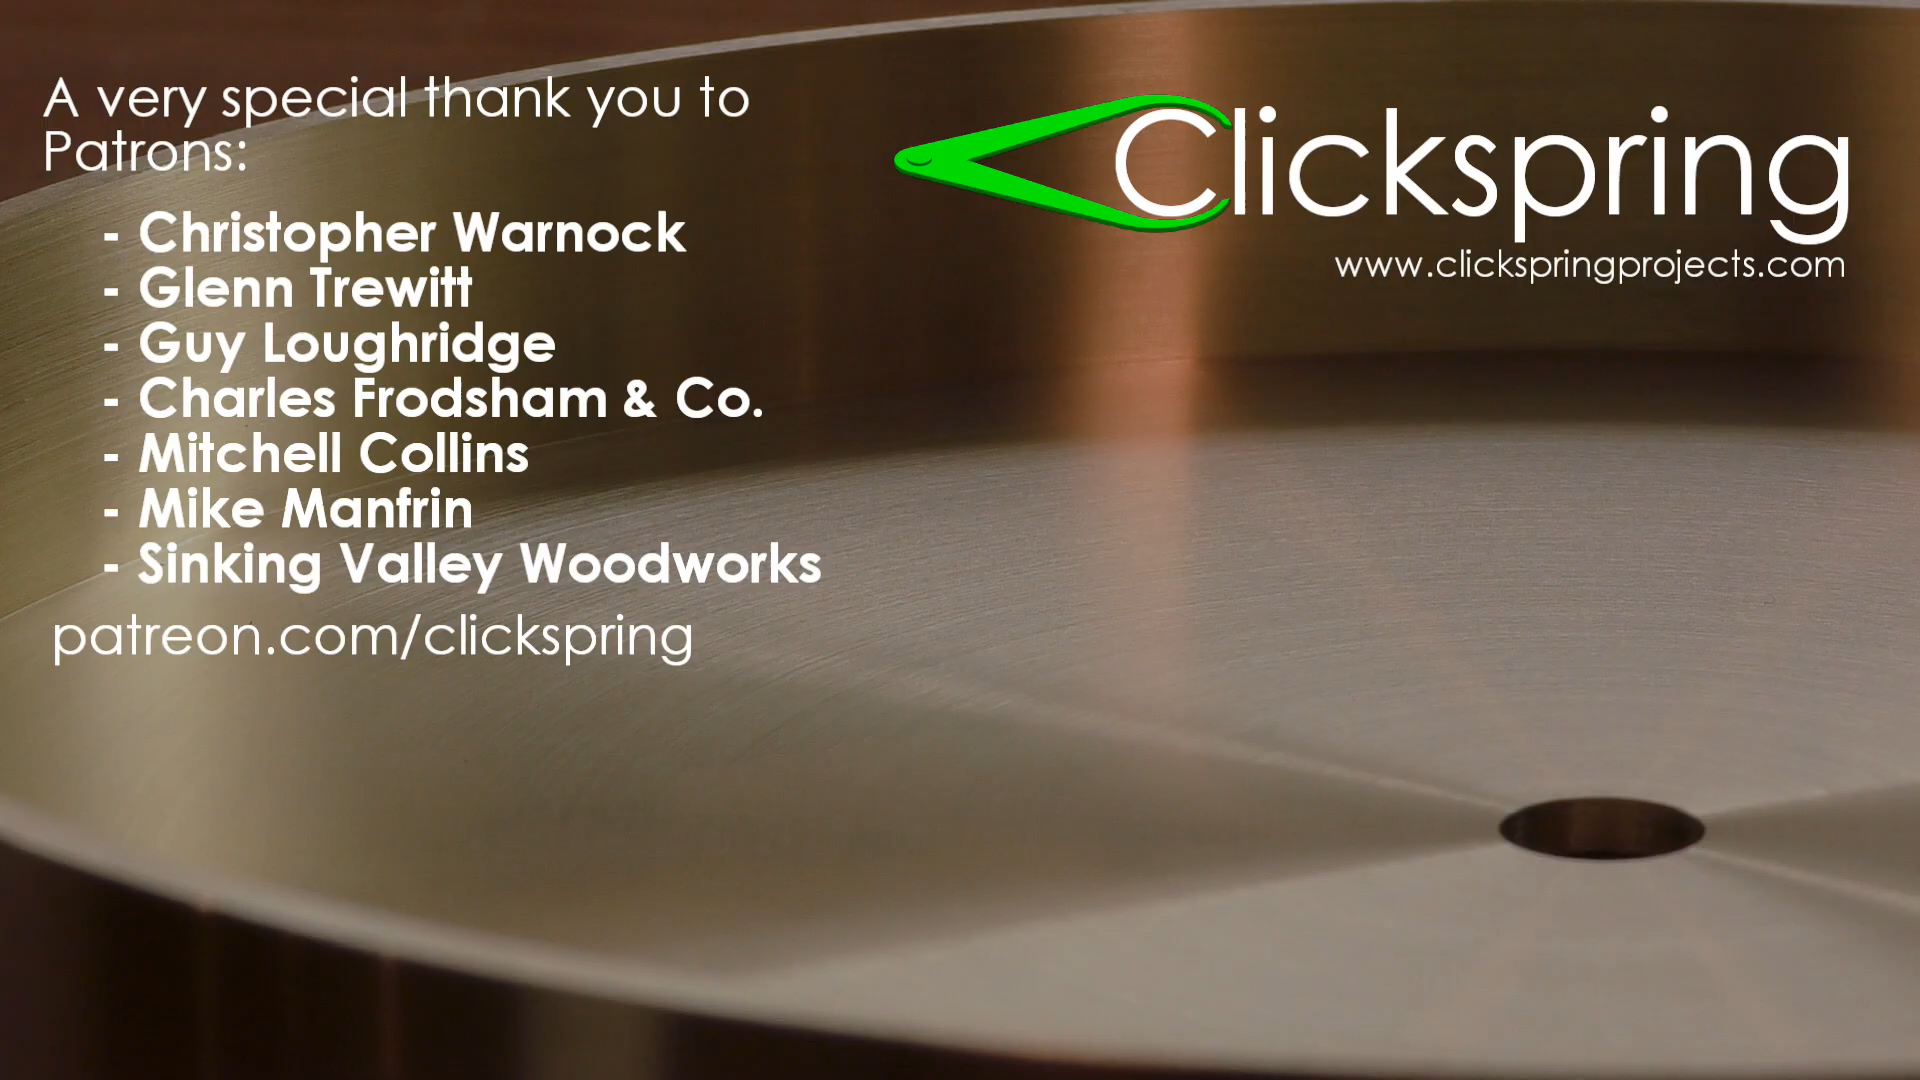 A very special thank you to
Patrons:
- Christopher Warnock
- Glenn Trewitt
- Guy Loughridge
- Charles Frodsham & Co.
- Mitchell Collins
- Mike Manfrin
- Sinking Valley Woodworks
patreon.com/clickspring
Clickspring
www.clickspringprojects.com